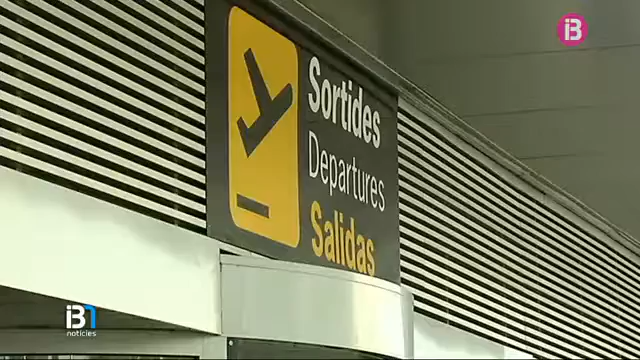 Sortides
Departures
Salidas
IB
IB
notícies